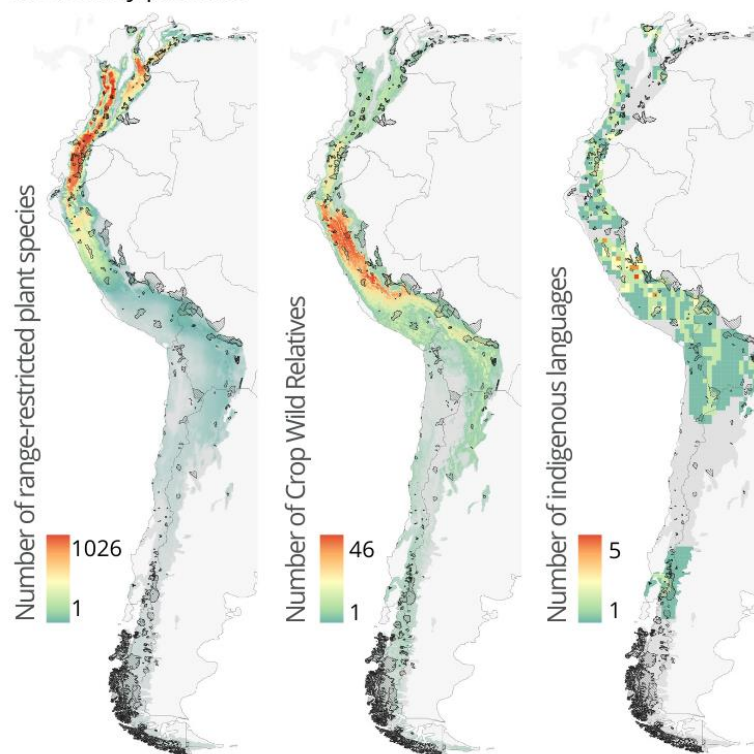 Number of range-restricted plant species
1026
1
Number of Crop Wild Relatives
46
1
Number of indigenous languages
5
1